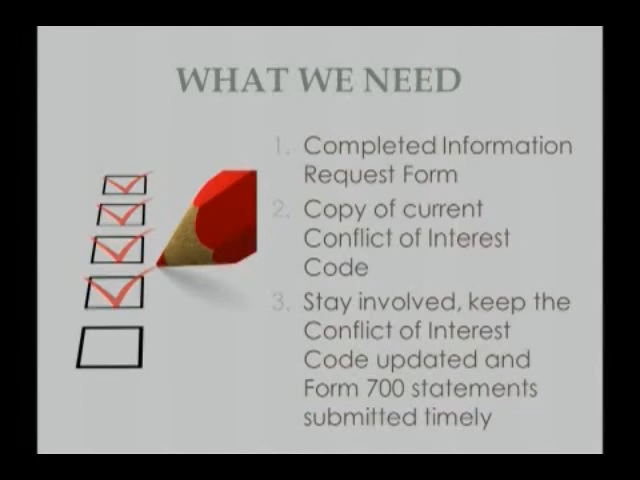 WHAT WE NEED
1. Completed Information
Request Form
2. Copy of current
Conflict of Interest
Code
3. Stay involved, keep the
Conflict of Interest
Code updated and
Form 700 statements
submitted timely